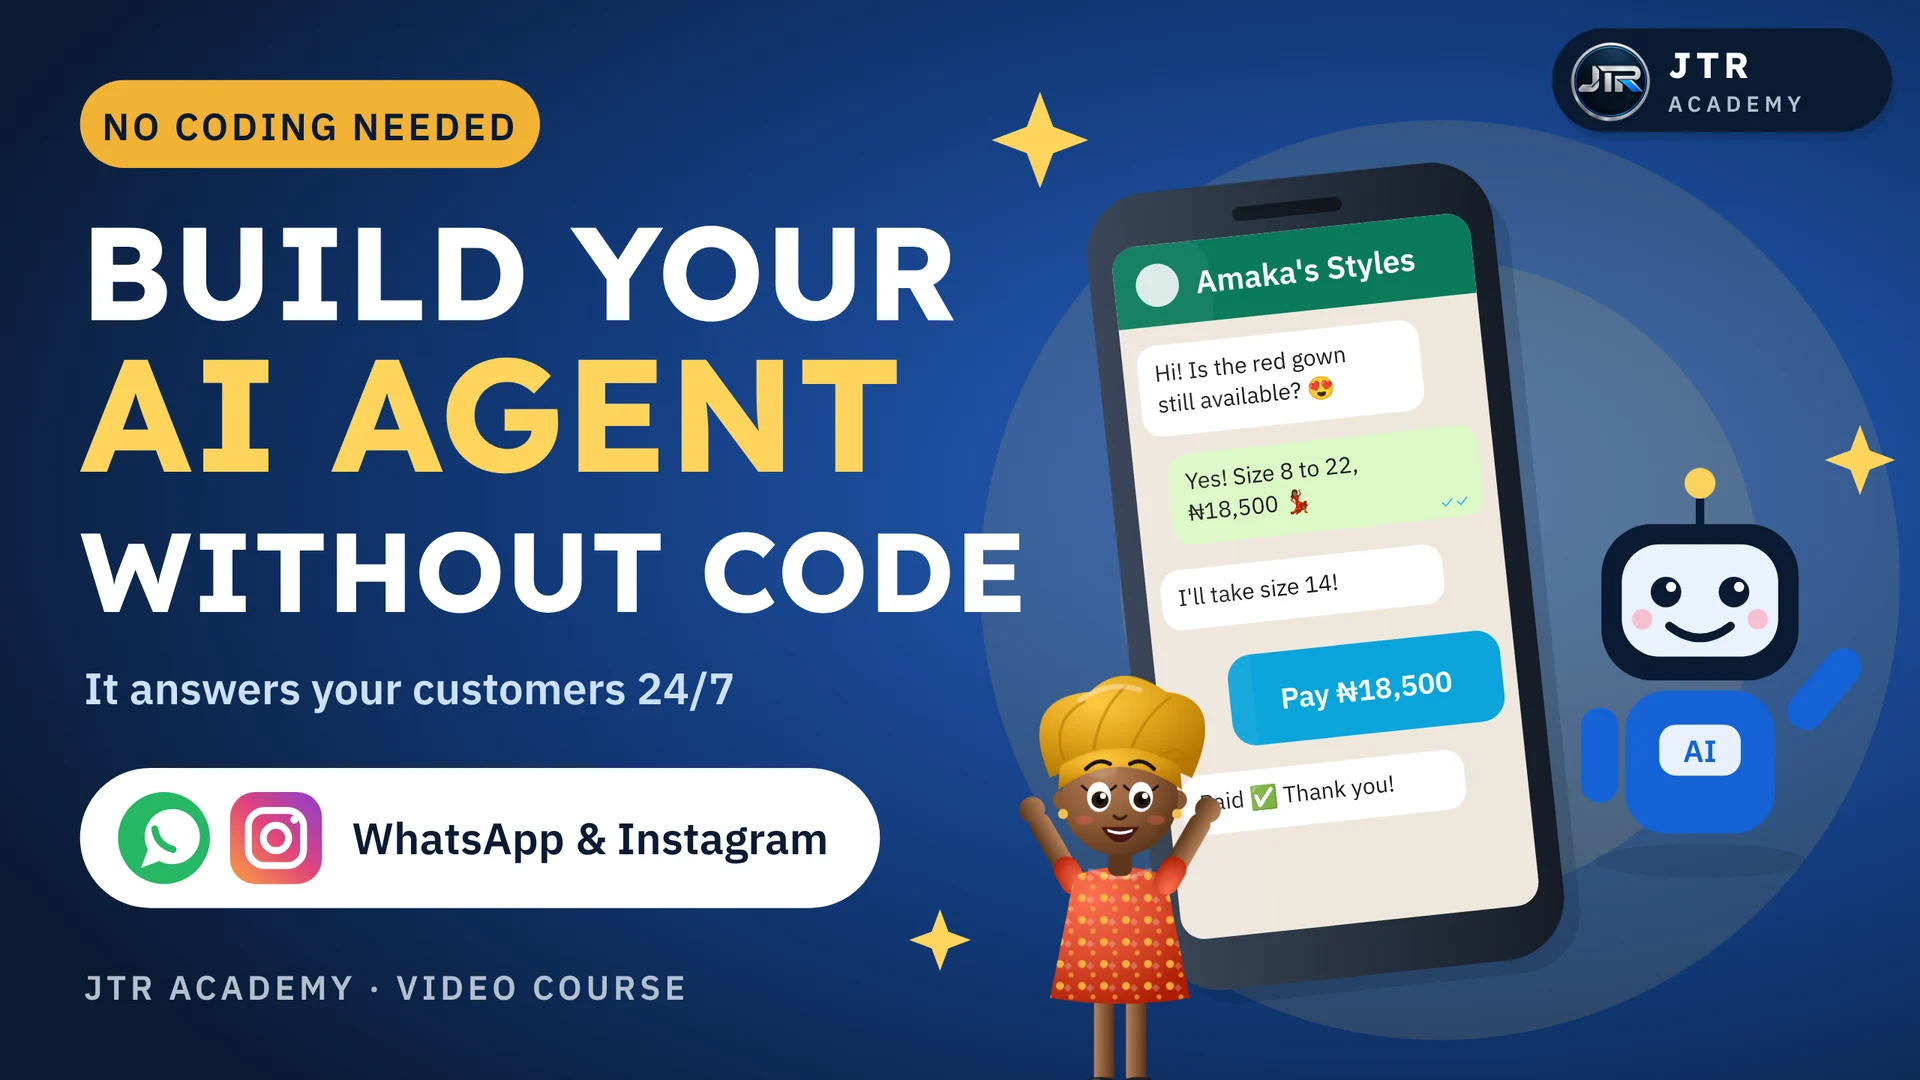 NO CODING NEEDED
BUILD YOUR
AI AGENT
WITHOUT CODE
It answers your customers 24/7
WhatsApp & Instagram
JTR ACADEMY · VIDEO COURSE
JTR
JTR
ACADEMY
Amaka's Styles
Hi! Is the red gown
still available? 😍
Yes! Size 8 to 22,
₦18,500 💃🏾
I'll take size 14!
Pay ₦18,500
Paid ✅ Thank you!
AI